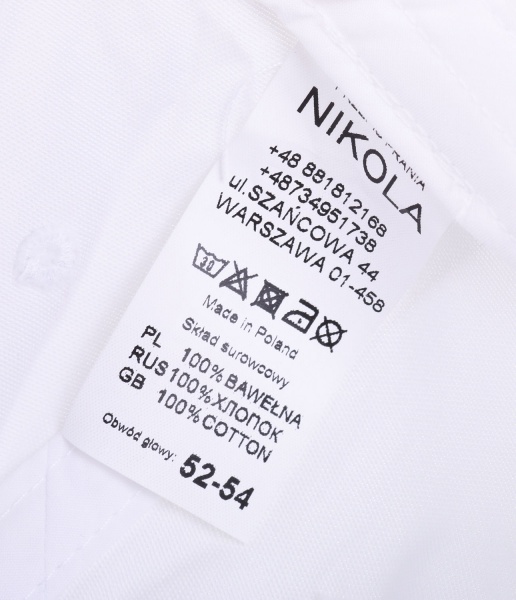 NIKOLA
+48 881812168
+48734951738
ul.SZAŃCOWA 44
WARSZAWA 01-458
30
Made in Poland
Skład surowcowy
PL 100% BAWEŁNA
RUS 100% ХЛОПОК
GB 100% COTTON
Obwód głowy: 52-54